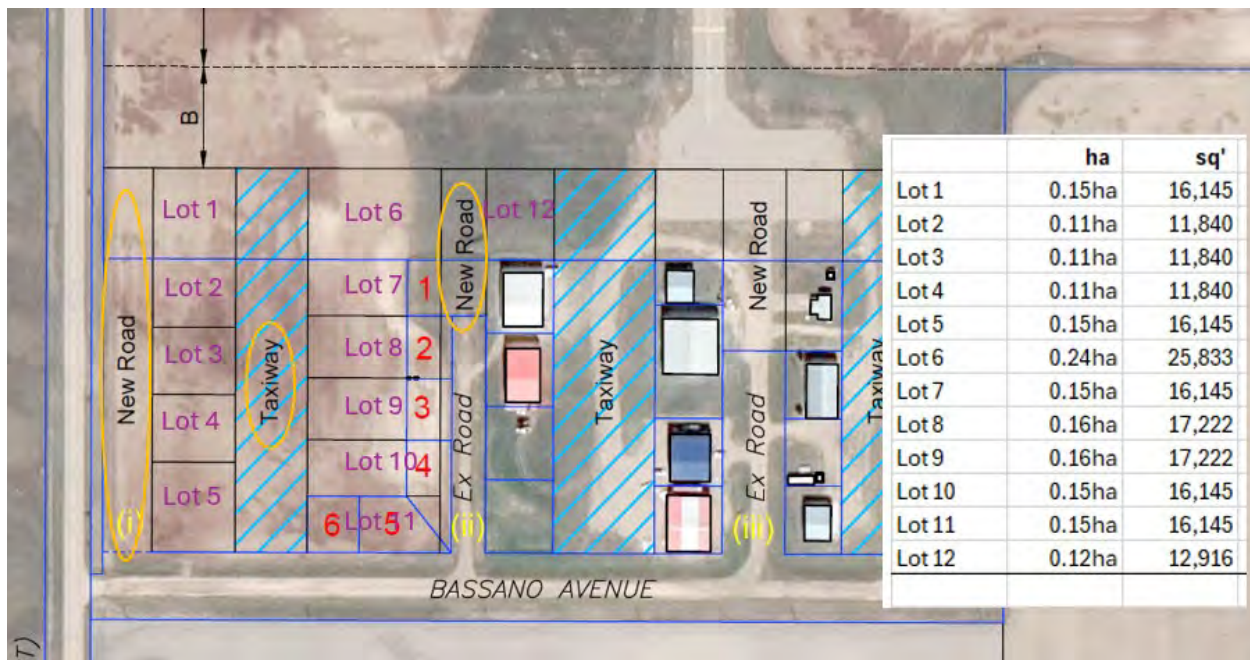 B
Lot 1
Lot 6
New Road
Lot 12
New Road
Lot 2
Lot 7
1
New Road
Lot 3
Taxiway
Lot 8
2
Taxiway
Taxiway
Lot 4
Lot 9
3
Ex Road
Ex Road
Lot 10
4
Lot 5
(i)
6
Lot 11
5
(ii)
(iii)
BASSANO AVENUE
T)
ha sq'
Lot 1 0.15ha 16,145
Lot 2 0.11ha 11,840
Lot 3 0.11ha 11,840
Lot 4 0.11ha 11,840
Lot 5 0.15ha 16,145
Lot 6 0.24ha 25,833
Lot 7 0.15ha 16,145
Lot 8 0.16ha 17,222
Lot 9 0.16ha 17,222
Lot 10 0.15ha 16,145
Lot 11 0.15ha 16,145
Lot 12 0.12ha 12,916